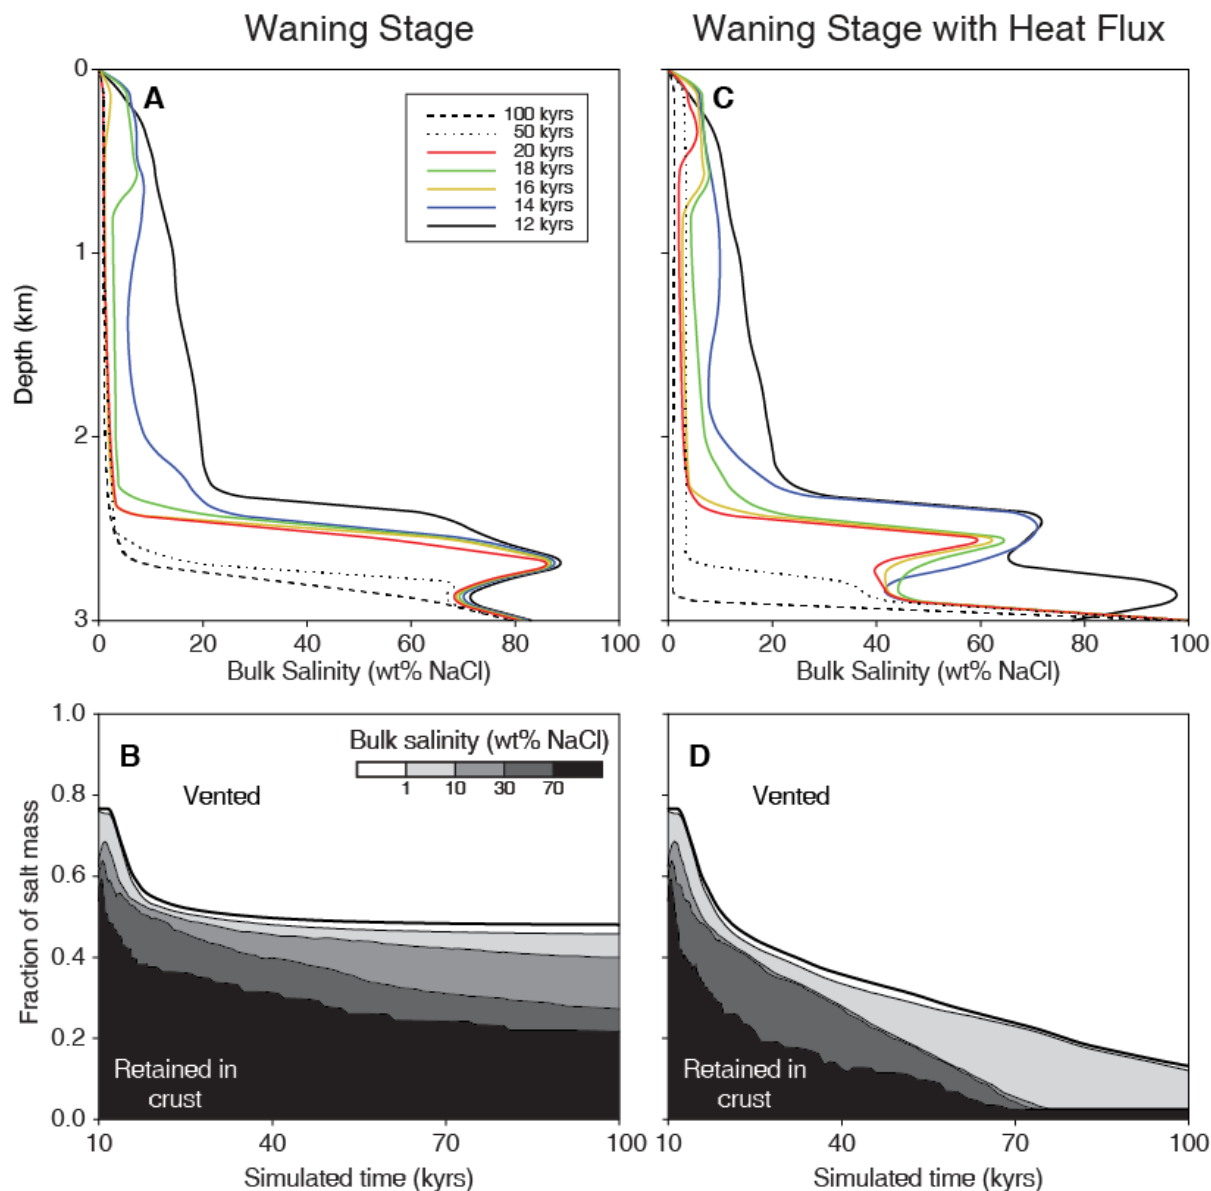 Waning Stage
Waning Stage with Heat Flux
0
1
2
3
Depth (km)
A
100 kyrs
50 kyrs
20 kyrs
18 kyrs
16 kyrs
14 kyrs
12 kyrs
0 20 40 60 80 100
Bulk Salinity (wt% NaCl)
C
0 20 40 60 80 100
Bulk Salinity (wt% NaCl)
1.0
0.8
0.6
0.4
0.2
0.0
Fraction of salt mass
B
Bulk salinity (wt% NaCl)
1 10 30 70
Vented
Retained in
crust
10 40 70 100
Simulated time (kyrs)
D
Vented
Retained in
crust
10 40 70 100
Simulated time (kyrs)